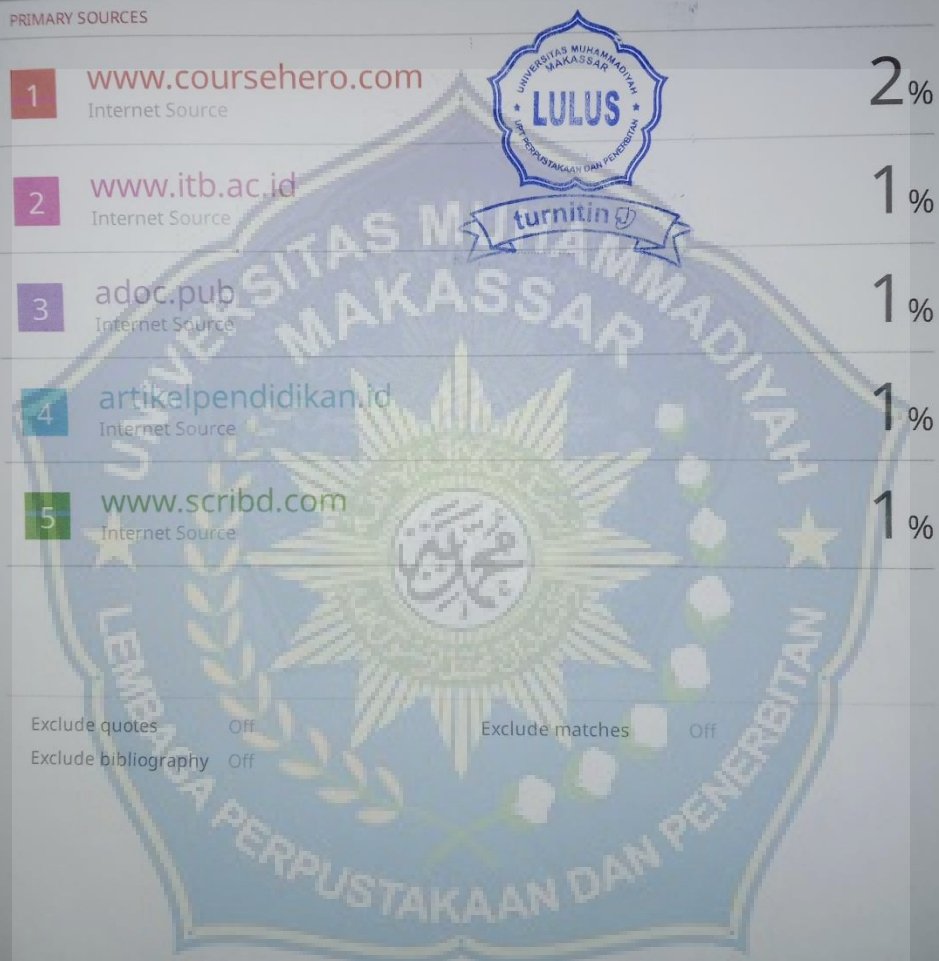 PRIMARY SOURCES
1 www.coursehero.com 2%
Internet Source
2 www.itb.ac.id 1%
Internet Source
3 adoc.pub 1%
Internet Source
4 artikelpendidikan.id 1%
Internet Source
5 www.scribd.com 1%
Internet Source
Exclude quotes Off Exclude matches Off
Exclude bibliography Off
UNIVERSITAS MUHAMMADIYAH
MAKASSAR
LULUS
UPT PERPUSTAKAAN DAN PENERBITAN
turnitin
UNIVERSITAS MUHAMMADIYAH
MAKASSAR
LEMBAGA PERPUSTAKAAN DAN PENERBITAN